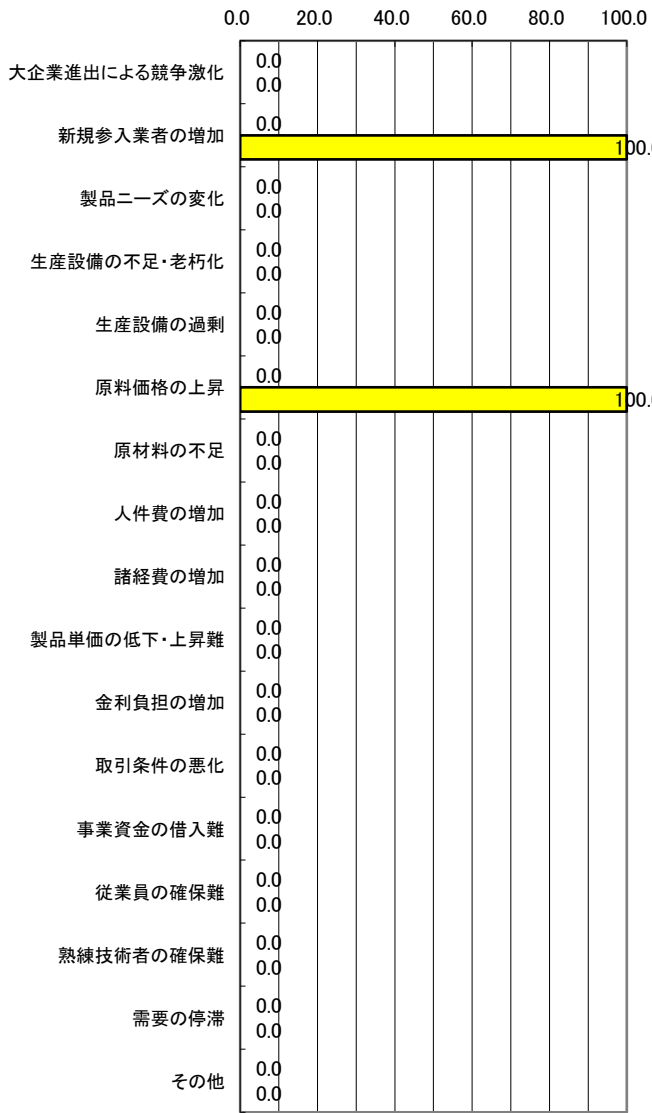 0.0 20.0 40.0 60.0 80.0 100.0
大企業進出による競争激化 0.0
0.0
新規参入業者の増加 0.0
100.0
製品ニーズの変化 0.0
0.0
生産設備の不足・老朽化 0.0
0.0
生産設備の過剰 0.0
0.0
原料価格の上昇 0.0
100.0
原材料の不足 0.0
0.0
人件費の増加 0.0
0.0
諸経費の増加 0.0
0.0
製品単価の低下・上昇難 0.0
0.0
金利負担の増加 0.0
0.0
取引条件の悪化 0.0
0.0
事業資金の借入難 0.0
0.0
従業員の確保難 0.0
0.0
熟練技術者の確保難 0.0
0.0
需要の停滞 0.0
0.0
その他 0.0
0.0